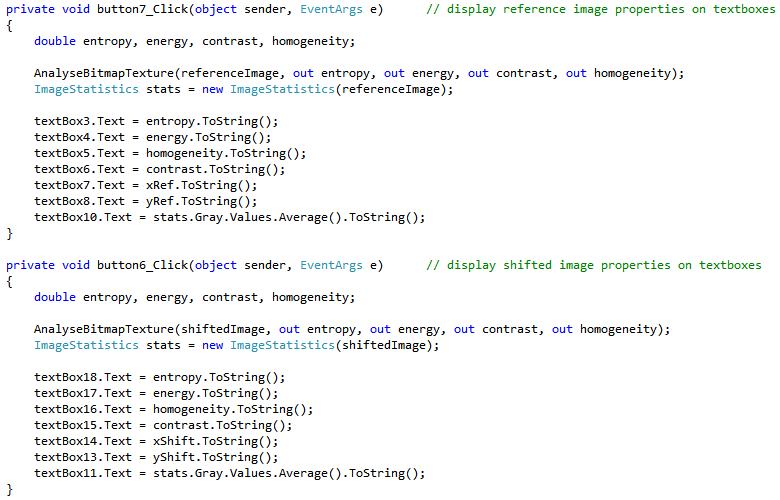 private void button7_Click(object sender, EventArgs e)      // display reference image properties on textboxes
{
    double entropy, energy, contrast, homogeneity;

    AnalyseBitmapTexture(referenceImage, out entropy, out energy, out contrast, out homogeneity);
    ImageStatistics stats = new ImageStatistics(referenceImage);

    textBox3.Text = entropy.ToString();
    textBox4.Text = energy.ToString();
    textBox5.Text = homogeneity.ToString();
    textBox6.Text = contrast.ToString();
    textBox7.Text = xRef.ToString();
    textBox8.Text = yRef.ToString();
    textBox10.Text = stats.Gray.Values.Average().ToString();
}

private void button6_Click(object sender, EventArgs e)      // display shifted image properties on textboxes
{
    double entropy, energy, contrast, homogeneity;

    AnalyseBitmapTexture(shiftedImage, out entropy, out energy, out contrast, out homogeneity);
    ImageStatistics stats = new ImageStatistics(shiftedImage);

    textBox18.Text = entropy.ToString();
    textBox17.Text = energy.ToString();
    textBox16.Text = homogeneity.ToString();
    textBox15.Text = contrast.ToString();
    textBox14.Text = xShift.ToString();
    textBox13.Text = yShift.ToString();
    textBox11.Text = stats.Gray.Values.Average().ToString();
}